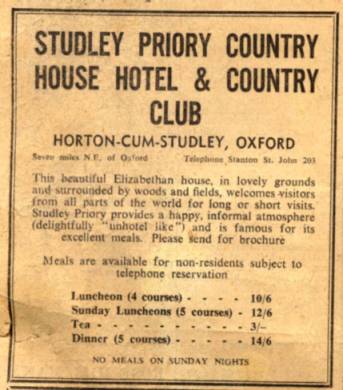 STUDLEY PRIORY COUNTRY
HOUSE HOTEL & COUNTRY
CLUB
HORTON-CUM-STUDLEY, OXFORD
Seven miles N.E. of Oxford Telephone Stanton St. John 203
This beautiful Elizabethan house, in lovely grounds
and surrounded by woods and fields, welcomes visitors
from all parts of the world for long or short visits.
Studley Priory provides a happy, informal atmosphere
(delightfully "unhotel like") and is famous for its
excellent meals. Please send for brochure
Meals are available for non-residents subject to
telephone reservation
Luncheon (4 courses) - - - - - 10/6
Sunday Luncheons (5 courses) - 12/6
Tea - - - - - - - - - - 3/-
Dinner (5 courses) - - - - - 14/6
NO MEALS ON SUNDAY NIGHTS